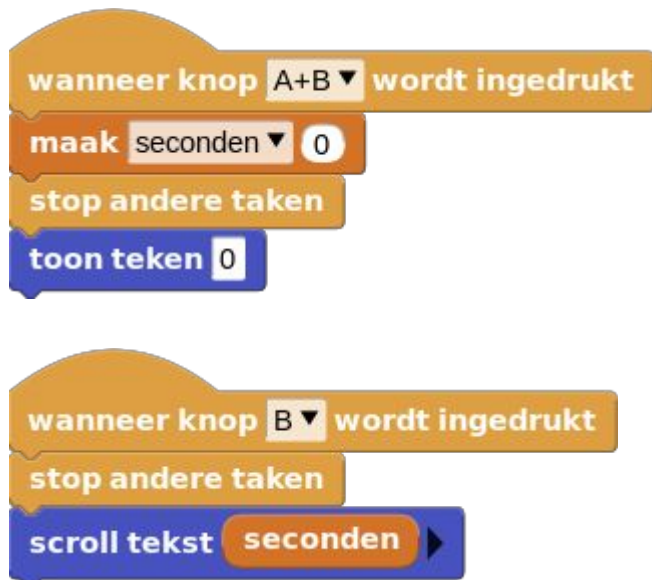 wanneer knop A+B wordt ingedrukt
maak seconden 0
stop andere taken
toon teken 0
wanneer knop B wordt ingedrukt
stop andere taken
scroll tekst seconden